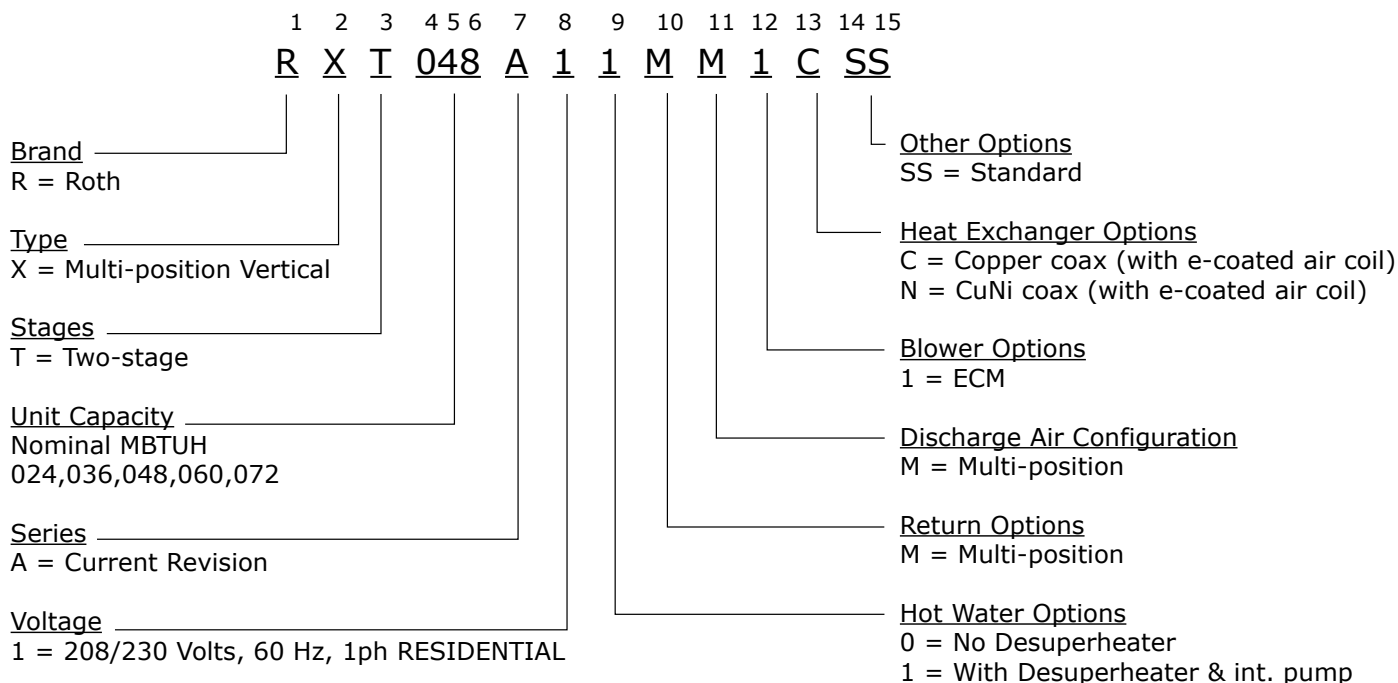 1 2 3 4 5 6 7 8 9 10 11 12 13 14 15
R X T 048 A 1 1 M M 1 C SS
Brand
R = Roth
Type
X = Multi-position Vertical
Stages
T = Two-stage
Unit Capacity
Nominal MBTUH
024,036,048,060,072
Series
A = Current Revision
Voltage
1 = 208/230 Volts, 60 Hz, 1ph RESIDENTIAL
Other Options
SS = Standard
Heat Exchanger Options
C = Copper coax (with e-coated air coil)
N = CuNi coax (with e-coated air coil)
Blower Options
1 = ECM
Discharge Air Configuration
M = Multi-position
Return Options
M = Multi-position
Hot Water Options
0 = No Desuperheater
1 = With Desuperheater & int. pump